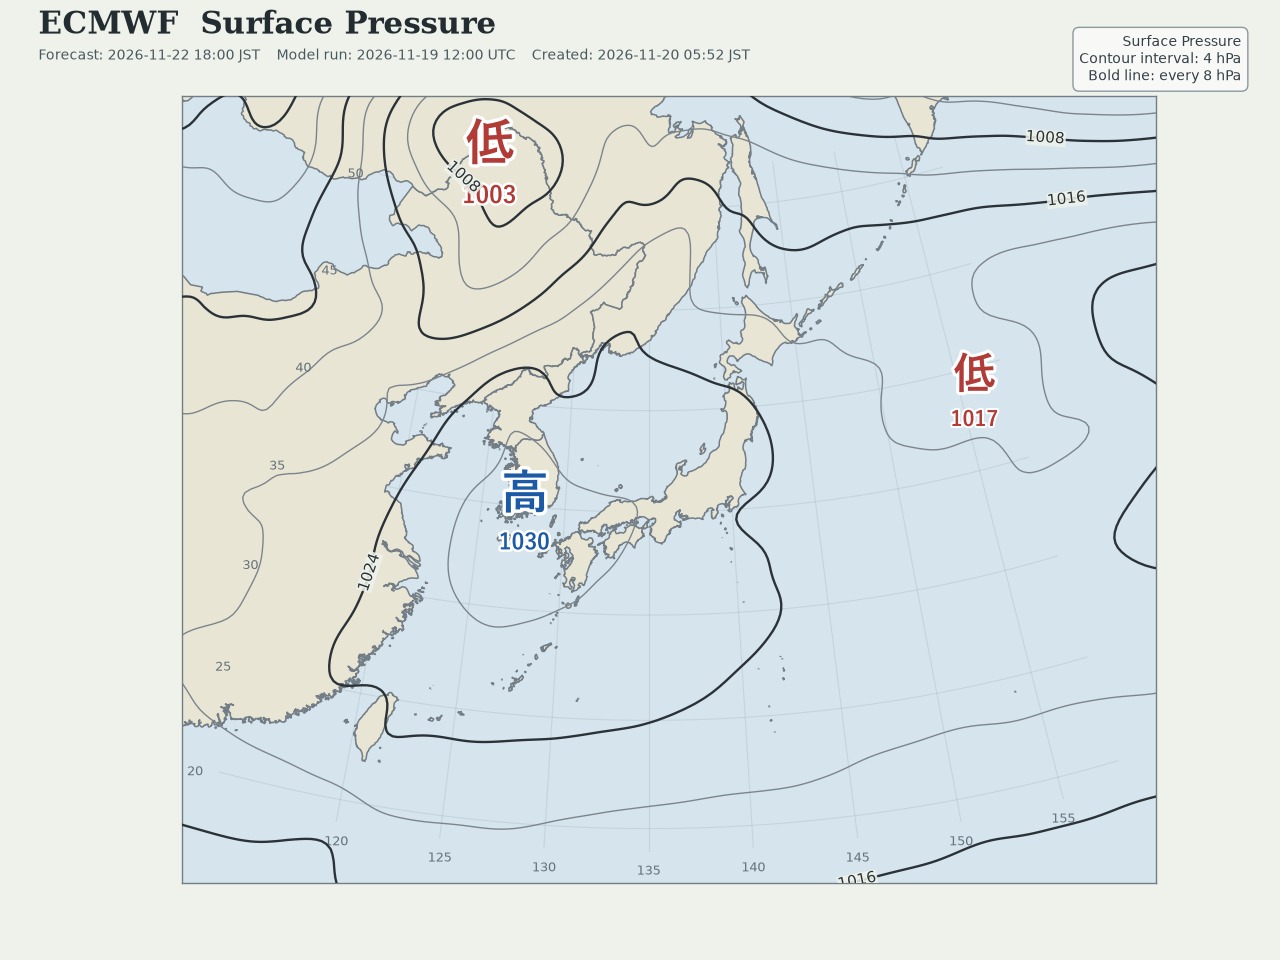 ECMWF  Surface Pressure
Forecast: 2026-11-22 18:00 JST    Model run: 2026-11-19 12:00 UTC    Created: 2026-11-20 05:52 JST
Surface Pressure
Contour interval: 4 hPa
Bold line: every 8 hPa
1008
低
1008
50
1003
1016
45
低
40
1017
35
高
1030
30
1024
25
20
155
120
150
125
145
130
140
135
1016